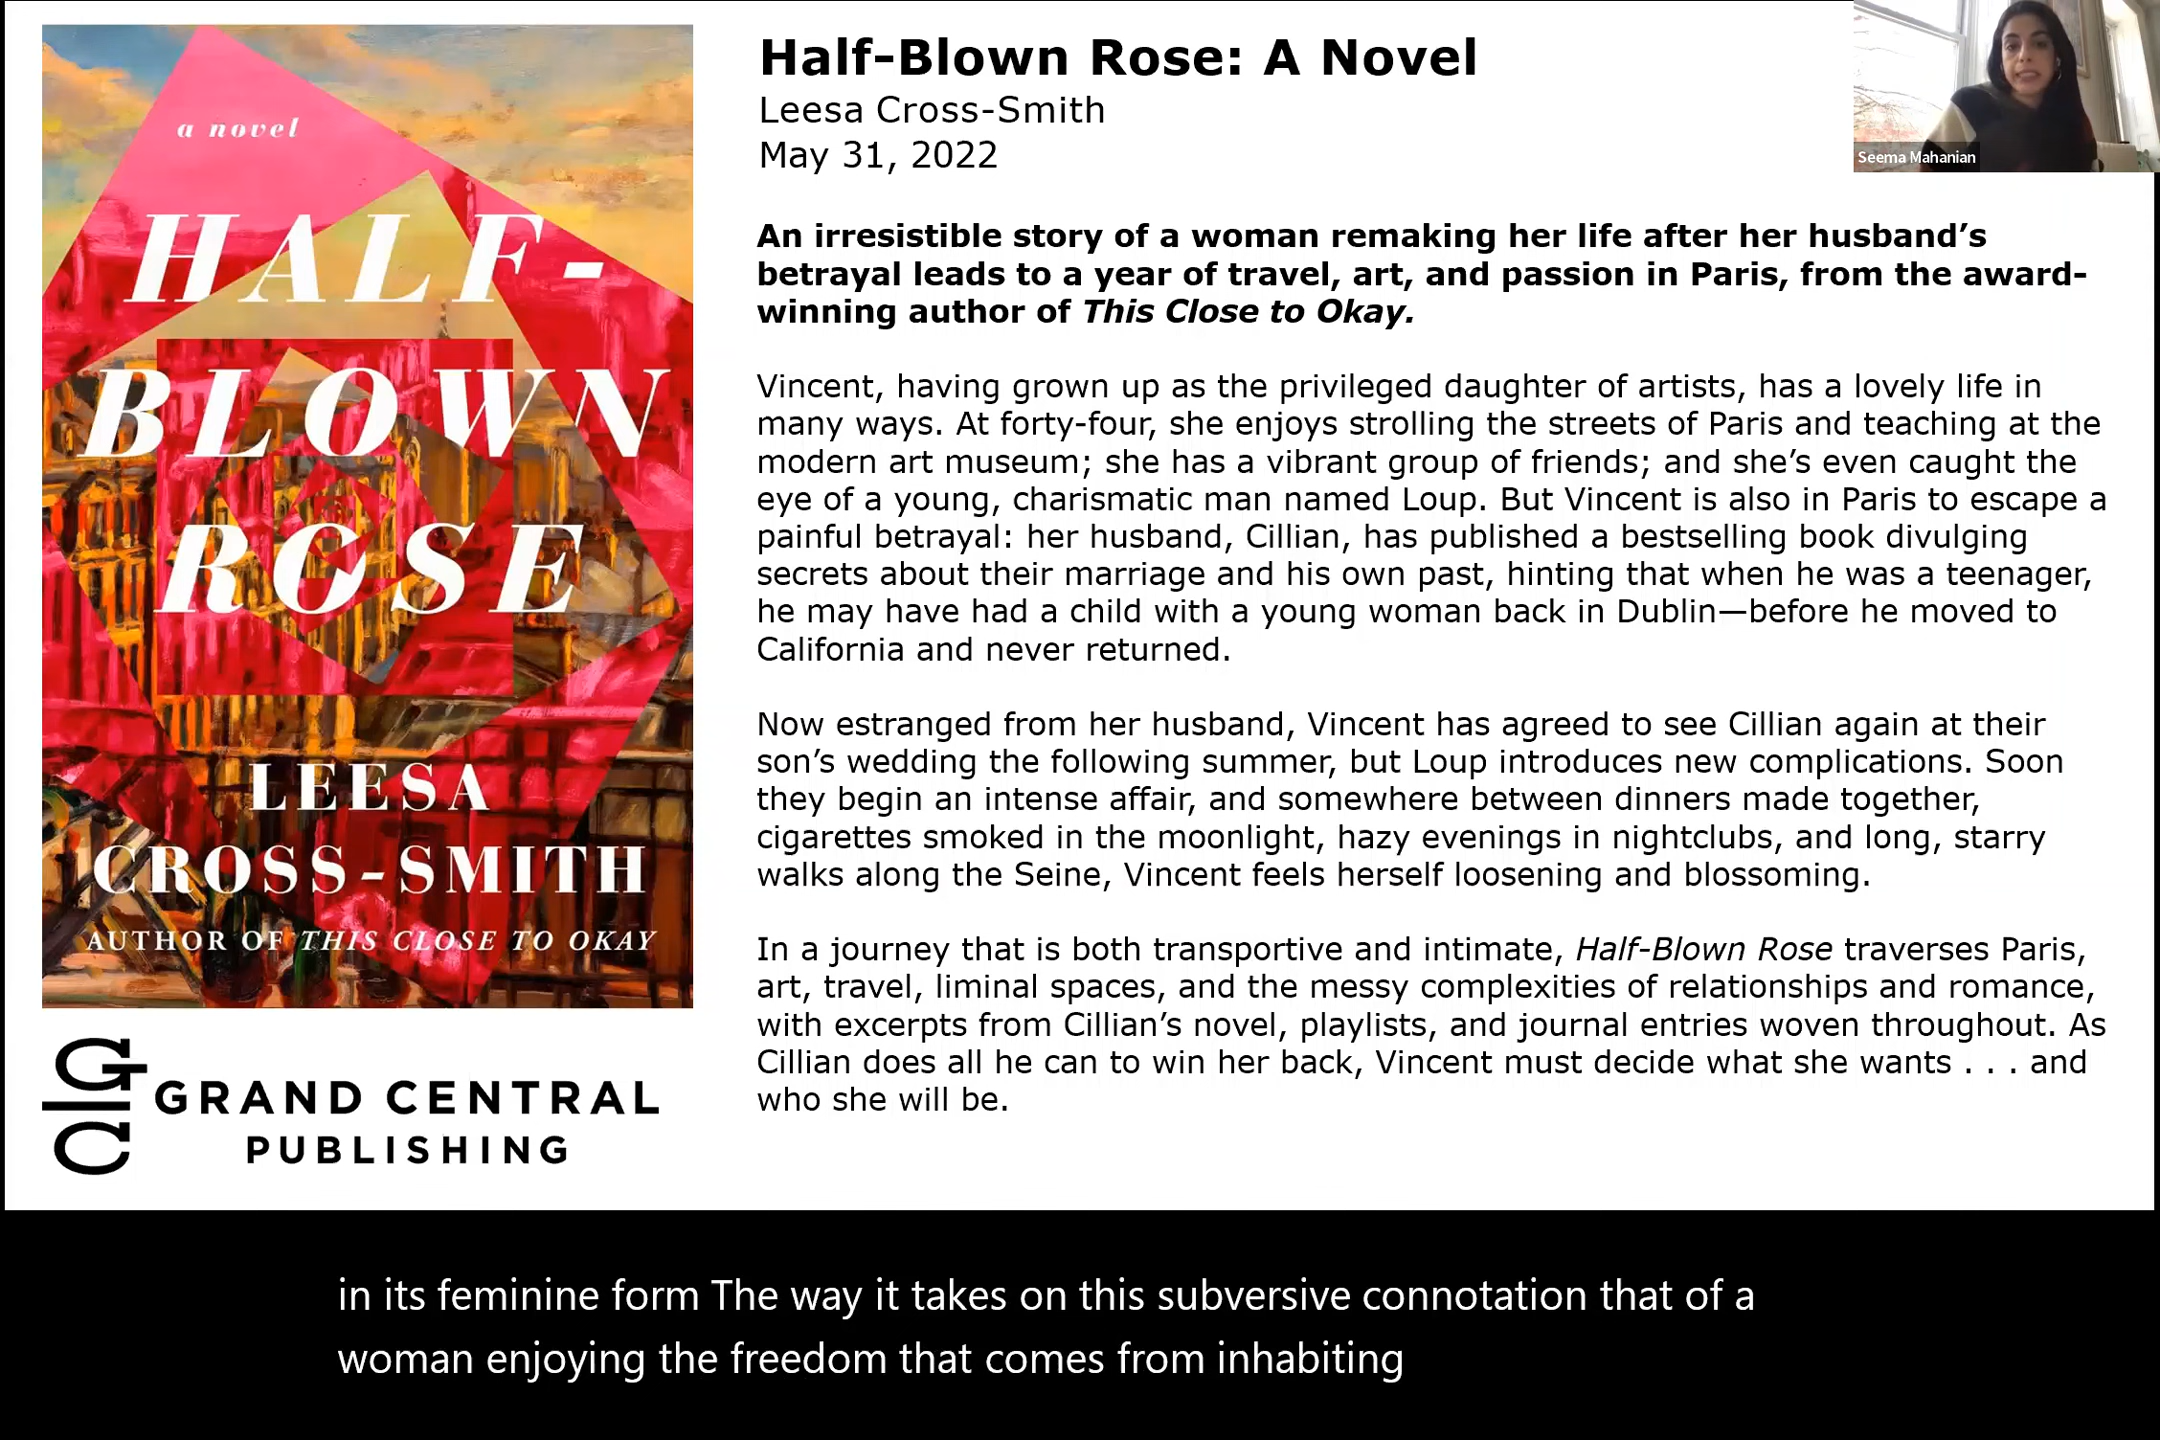 a novel
HALF-
BLOWN
ROSE
LEESA
CROSS-SMITH
AUTHOR OF THIS CLOSE TO OKAY
GC
GRAND CENTRAL
PUBLISHING
Half-Blown Rose: A Novel
Leesa Cross-Smith
May 31, 2022
Seema Mahanian
An irresistible story of a woman remaking her life after her husband’s
betrayal leads to a year of travel, art, and passion in Paris, from the award-
winning author of This Close to Okay.
Vincent, having grown up as the privileged daughter of artists, has a lovely life in
many ways. At forty-four, she enjoys strolling the streets of Paris and teaching at the
modern art museum; she has a vibrant group of friends; and she’s even caught the
eye of a young, charismatic man named Loup. But Vincent is also in Paris to escape a
painful betrayal: her husband, Cillian, has published a bestselling book divulging
secrets about their marriage and his own past, hinting that when he was a teenager,
he may have had a child with a young woman back in Dublin—before he moved to
California and never returned.
Now estranged from her husband, Vincent has agreed to see Cillian again at their
son’s wedding the following summer, but Loup introduces new complications. Soon
they begin an intense affair, and somewhere between dinners made together,
cigarettes smoked in the moonlight, hazy evenings in nightclubs, and long, starry
walks along the Seine, Vincent feels herself loosening and blossoming.
In a journey that is both transportive and intimate, Half-Blown Rose traverses Paris,
art, travel, liminal spaces, and the messy complexities of relationships and romance,
with excerpts from Cillian’s novel, playlists, and journal entries woven throughout. As
Cillian does all he can to win her back, Vincent must decide what she wants . . . and
who she will be.
in its feminine form The way it takes on this subversive connotation that of a
woman enjoying the freedom that comes from inhabiting